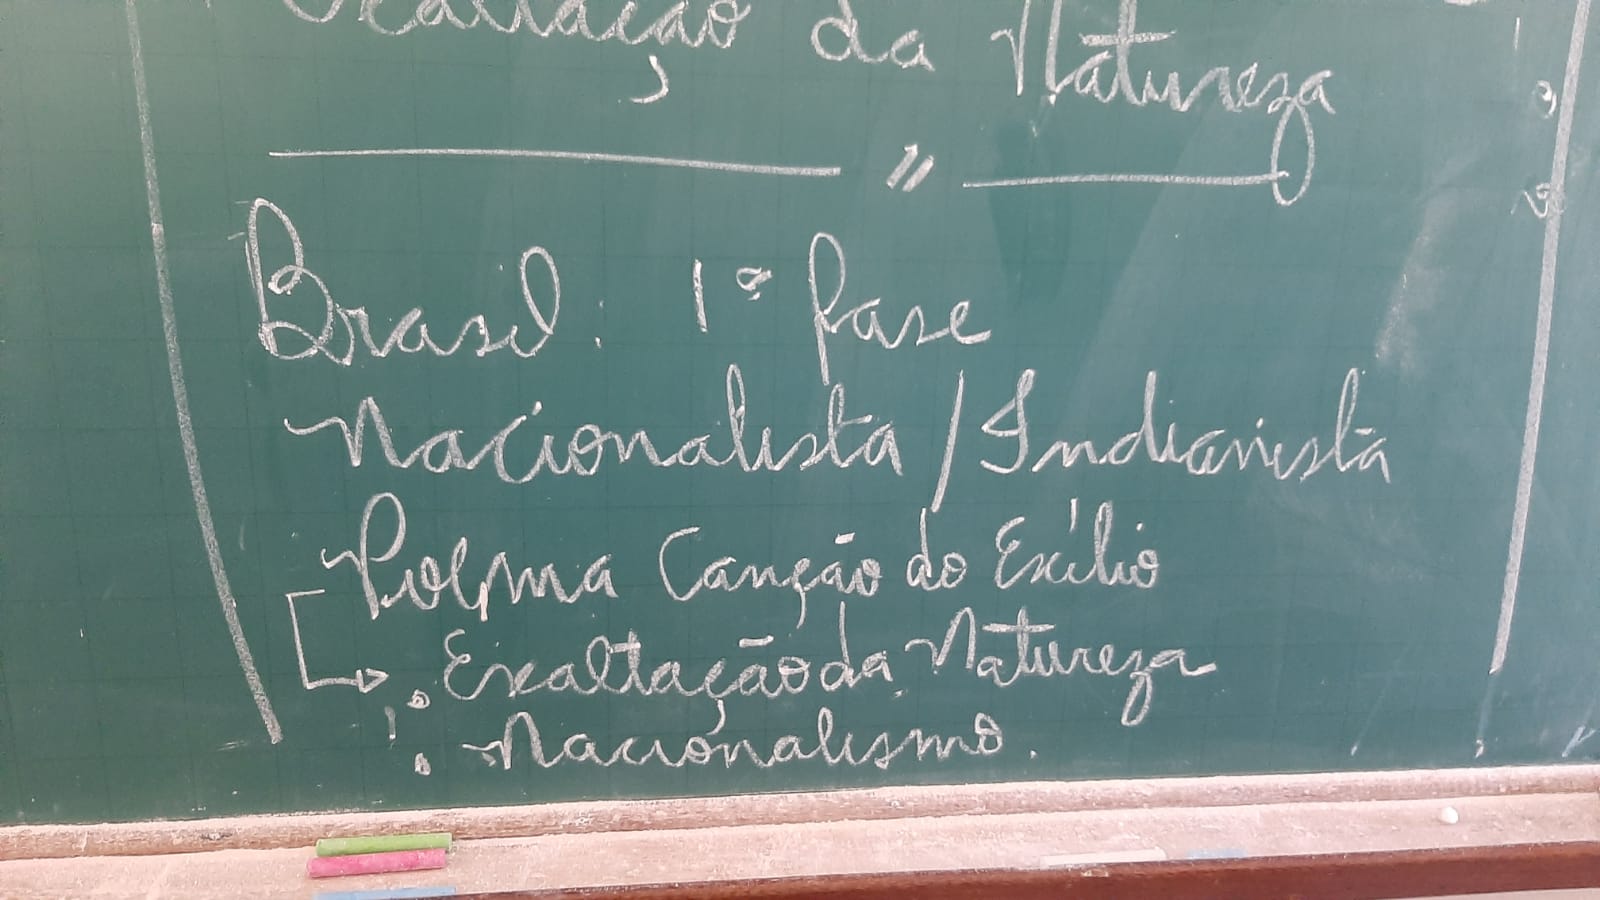 Exaltação da Natureza
"
Brasil: 1ª fase
Nacionalista / Indianista
Poema Canção do Exílio
. Exaltação da Natureza
. Nacionalismo.